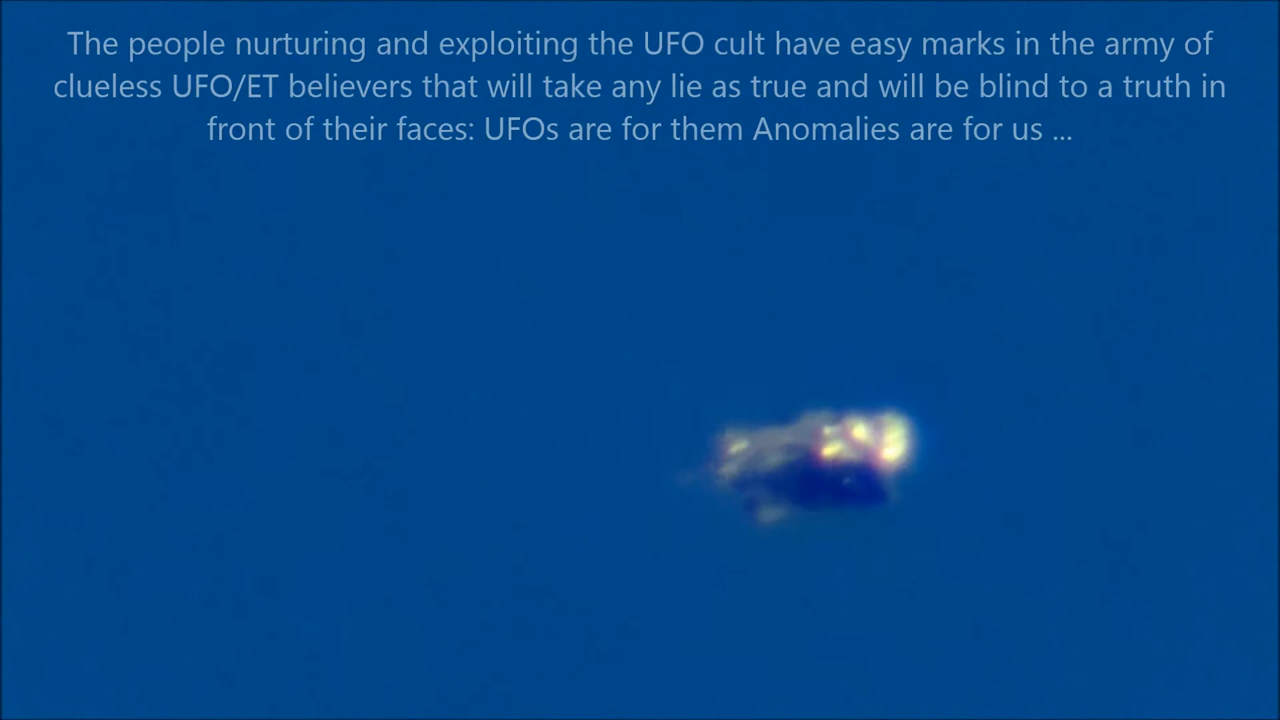 The people nurturing and exploiting the UFO cult have easy marks in the army of
clueless UFO/ET believers that will take any lie as true and will be blind to a truth in
front of their faces: UFOs are for them Anomalies are for us ...